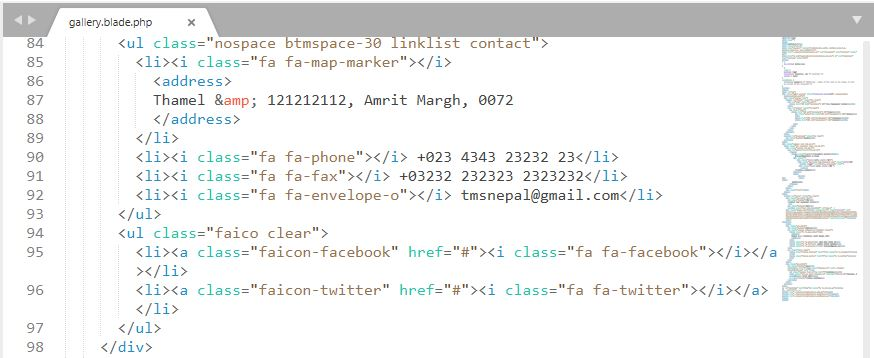 gallery.blade.php ×
84 <ul class="nospace btmspace-30 linklist contact">
85 <li><i class="fa fa-map-marker"></i>
86 <address>
87 Thamel &amp; 121212112, Amrit Margh, 0072
88 </address>
89 </li>
90 <li><i class="fa fa-phone"></i> +023 4343 23232 23</li>
91 <li><i class="fa fa-fax"></i> +03232 232323 2323232</li>
92 <li><i class="fa fa-envelope-o"></i> tmsnepal@gmail.com</li>
93 </ul>
94 <ul class="faico clear">
95 <li><a class="faicon-facebook" href="#"><i class="fa fa-facebook"></i></a
></li>
96 <li><a class="faicon-twitter" href="#"><i class="fa fa-twitter"></i></a>
</li>
97 </ul>
98 </div>